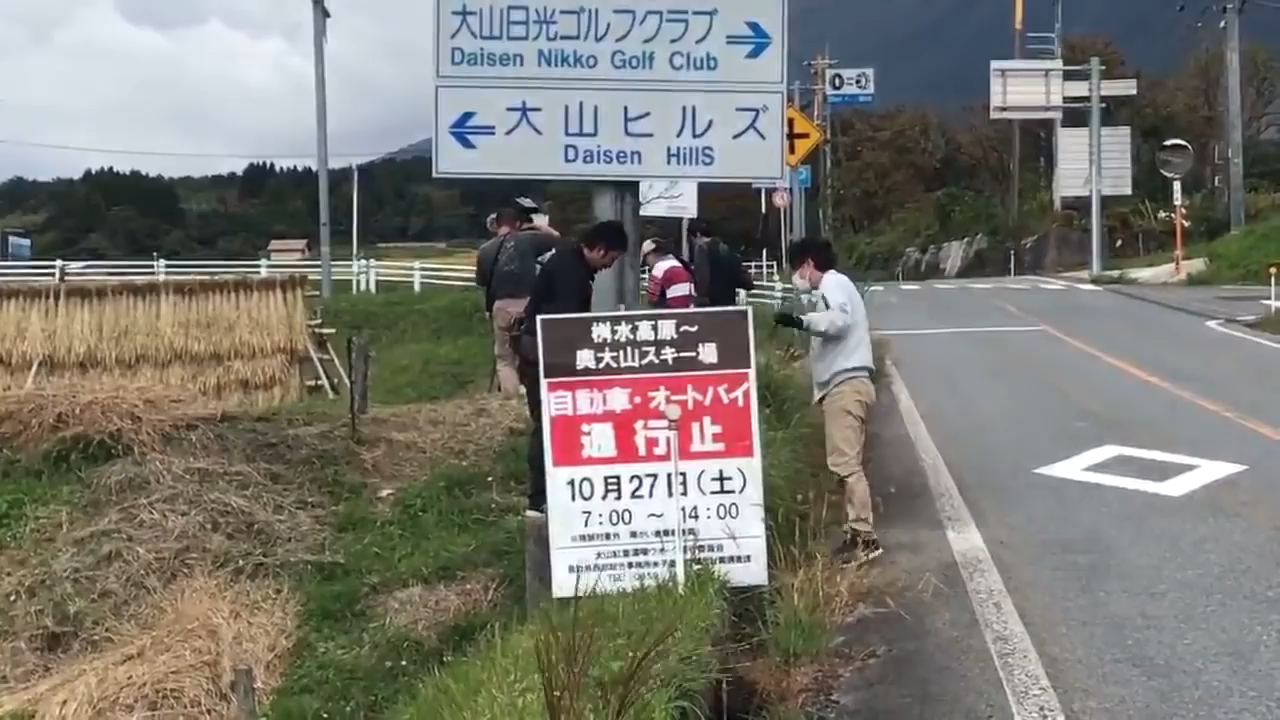 大山日光ゴルフクラブ
Daisen Nikko Golf Club
大山ヒルズ
Daisen HillS
桝水高原～
奥大山スキー場
自動車・オートバイ
通行止
10月27日(土)
7:00 ～ 14:00
TEL